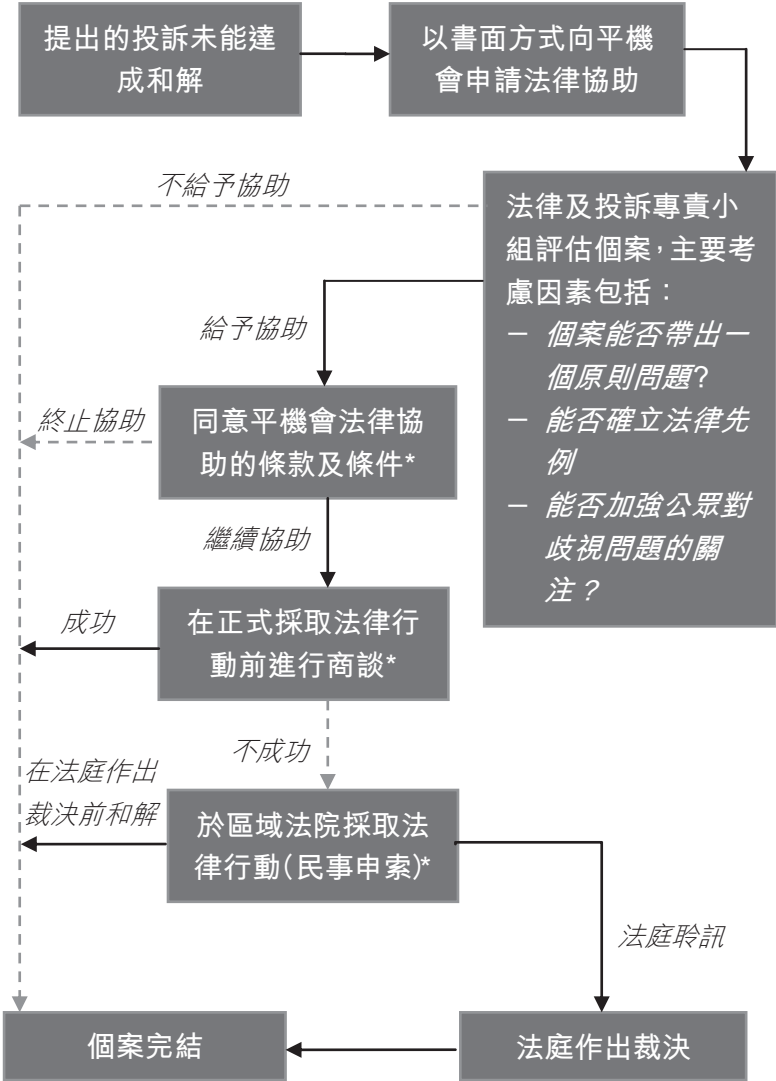 提出的投訴未能達
成和解
以書面方式向平機
會申請法律協助
不給予協助
法律及投訴專責小
組評估個案，主要考
慮因素包括：
– 個案能否帶出一
個原則問題?
– 能否確立法律先
例
– 能否加強公眾對
歧視問題的關
注？
給予協助
終止協助
同意平機會法律協
助的條款及條件*
繼續協助
成功
在正式採取法律行
動前進行商談*
不成功
在法庭作出
裁決前和解
於區域法院採取法
律行動(民事申索)*
法庭聆訊
個案完結
法庭作出裁決